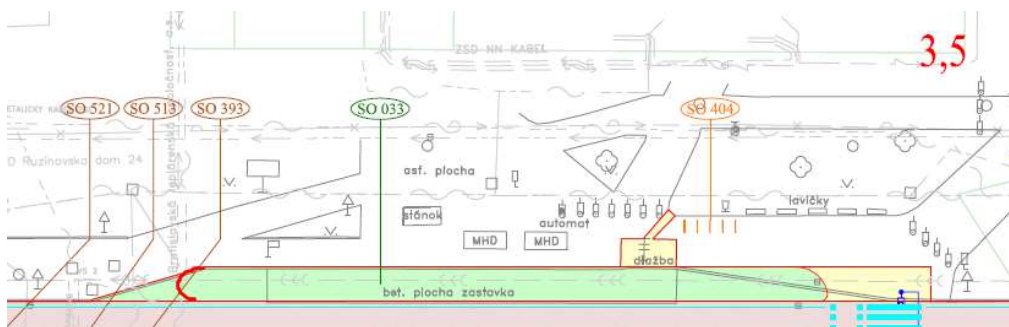 ZSD NN KABEL
3,5
SO 521
SO 513
SO 393
SO 033
SO 404
Ružinovska dom 24
asf. plocha
lavičky
stánok
automat
MHD
MHD
dlažba
bet. plocha zastavka